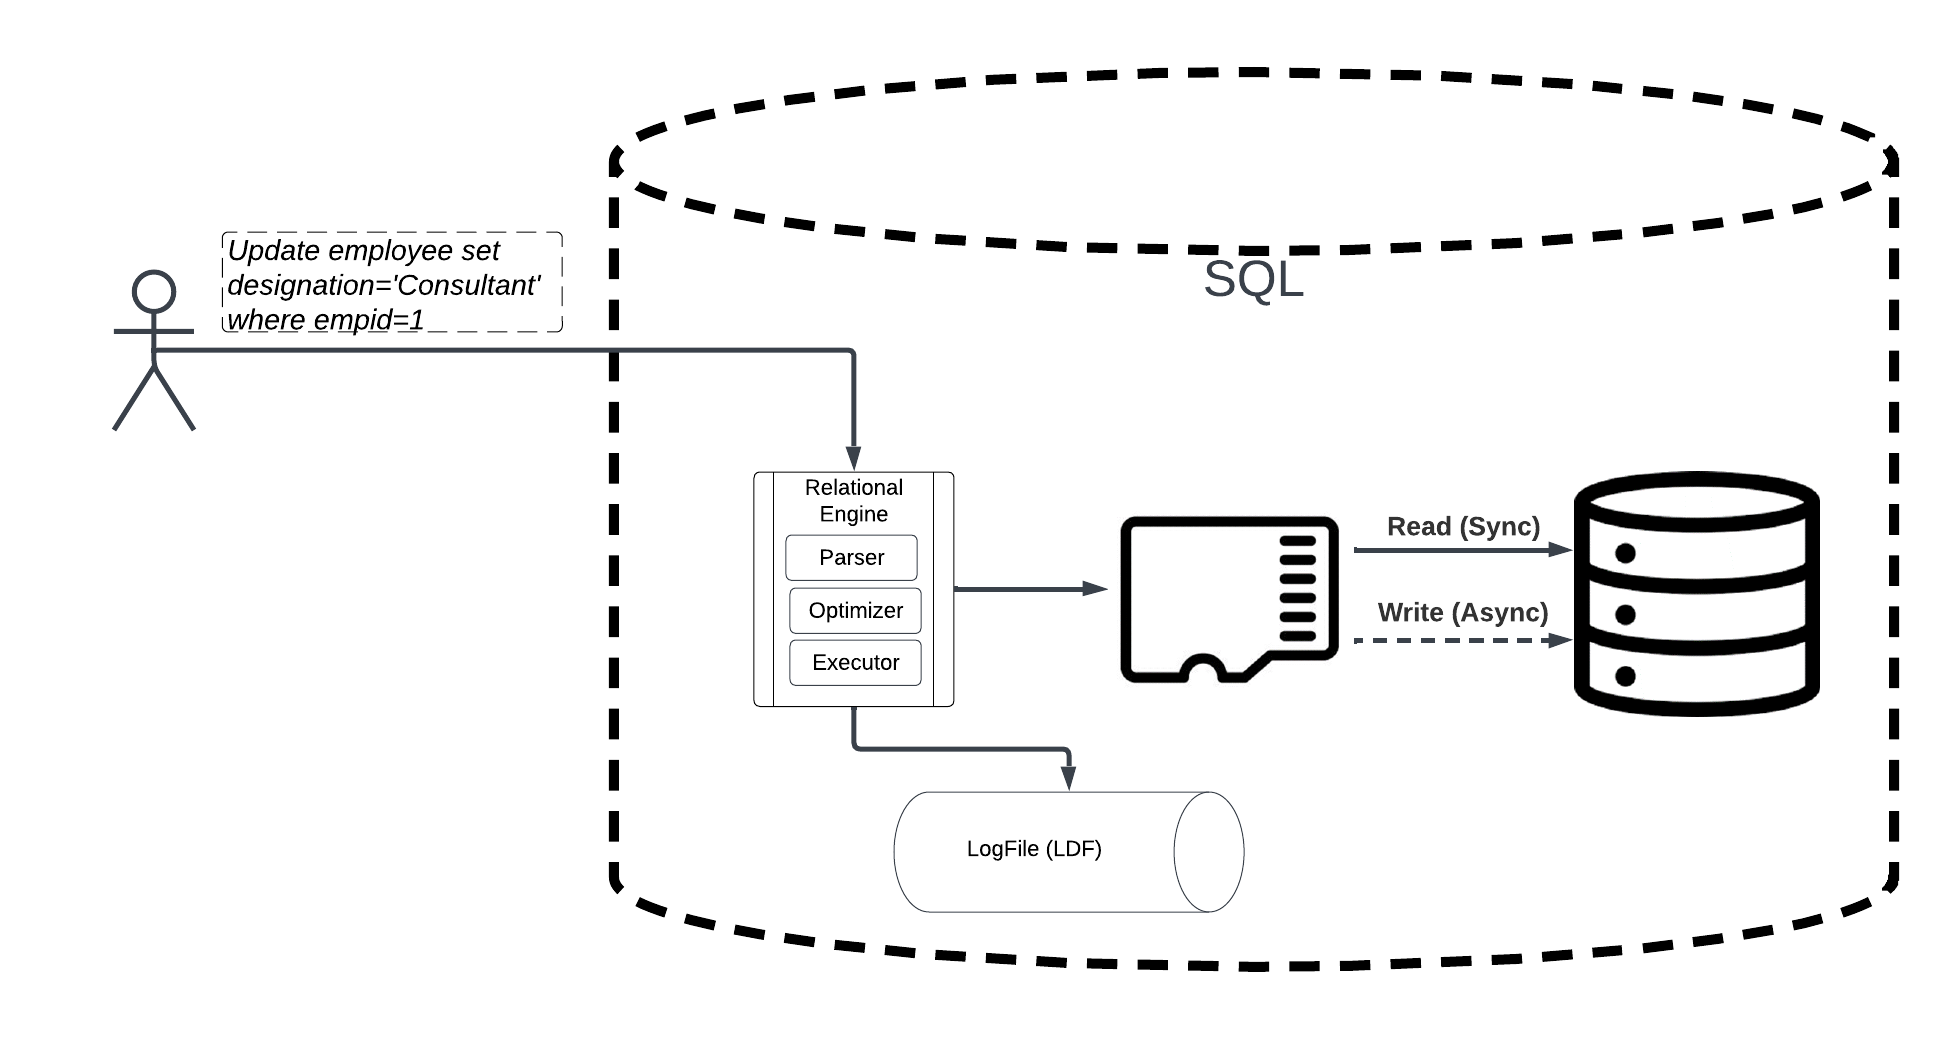 Update employee set
designation='Consultant'
where empid=1
SQL
Relational
Engine
Parser
Optimizer
Executor
Read (Sync)
Write (Async)
LogFile (LDF)